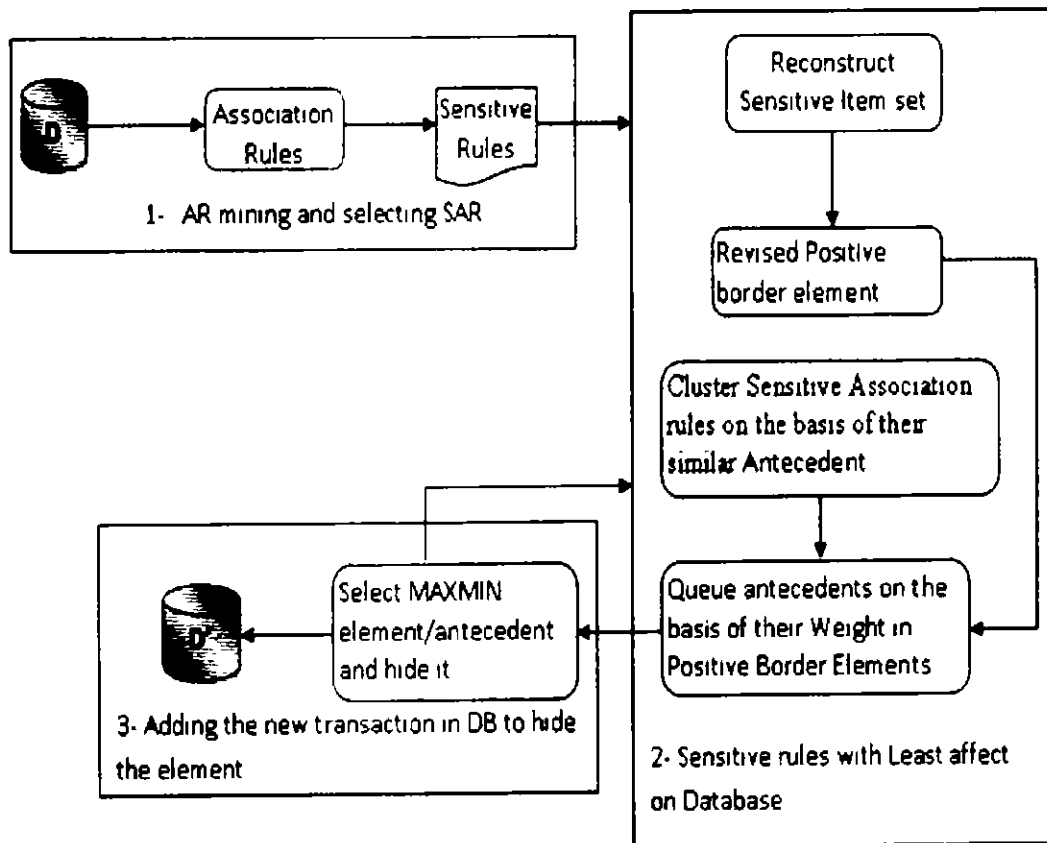 D
Association
Rules
Sensitive
Rules
1- AR mining and selecting SAR
Reconstruct
Sensitive Item set
Revised Positive
border element
Cluster Sensitive Association
rules on the basis of their
similar Antecedent
Queue antecedents on the
basis of their Weight in
Positive Border Elements
2- Sensitive rules with Least affect
on Database
Select MAXMIN
element/antecedent
and hide it
D'
3- Adding the new transaction in DB to hide
the element